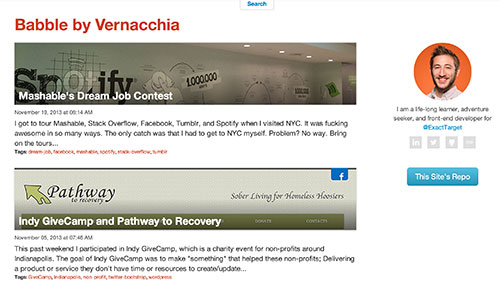 Search
Babble by Vernacchia
Spotify
1,000,000
Mashable's Dream Job Contest
November 19, 2013 at 08:14 AM
I got to tour Mashable, Stack Overflow, Facebook, Tumblr, and Spotify when I visited NYC. It was fucking
awesome in so many ways. The only catch was that I had to get to NYC myself. Problem? No way. Bring
on the tours...
Tags: dream-job, facebook, mashable, spotify, stack-overflow, tumblr
Pathway
to recovery
Sober Living for Homeless Hoosiers
DONATE
CONTACTS
Indy GiveCamp and Pathway to Recovery
November 05, 2013 at 07:46 AM
This past weekend I participated in Indy GiveCamp, which is a charity event for non-profits around
Indianapolis. The goal of Indy GiveCamp was to make "something" that helped these non-profits; Delivering
a product or service they don't have time or resources to create/update...
Tags: GiveCamp, indianapolis, non-profit, twitter-bootstrap, wordpress
I am a life-long learner, adventure
seeker, and front-end developer for
@ExactTarget
This Site's Repo